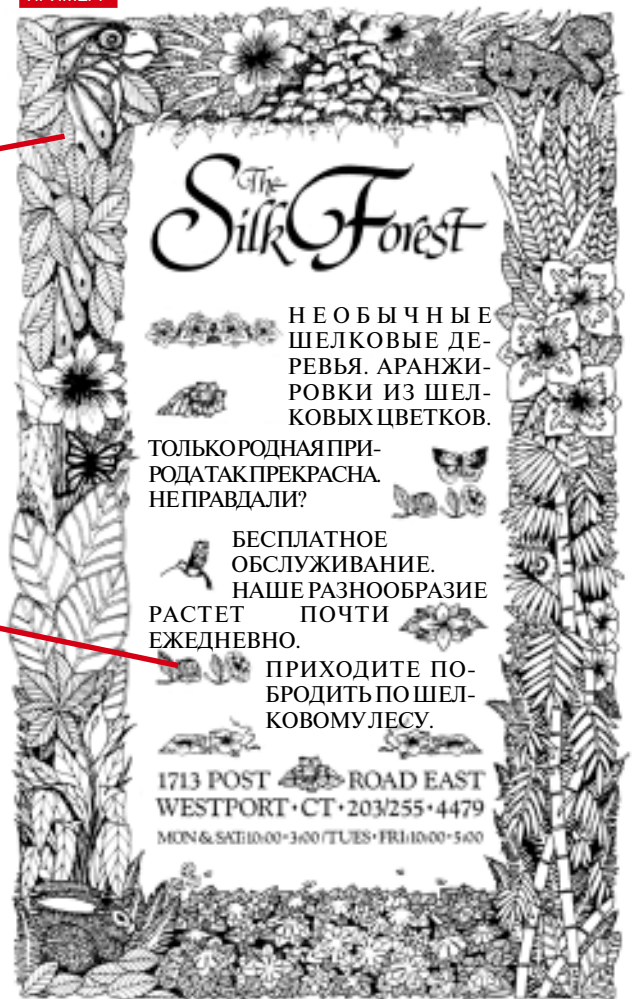 The
Silk Forest
НЕОБЫЧНЫЕ
ШЕЛКОВЫЕ ДЕ-
РЕВЬЯ. АРАНЖИ-
РОВКИ ИЗ ШЕЛ-
КОВЫХ ЦВЕТКОВ.
ТОЛЬКО РОДНАЯ ПРИ-
РОДА ТАК ПРЕКРАСНА.
НЕ ПРАВДА ЛИ?
БЕСПЛАТНОЕ
ОБСЛУЖИВАНИЕ.
НАШЕ РАЗНООБРАЗИЕ
РАСТЕТ ПОЧТИ
ЕЖЕДНЕВНО.
ПРИХОДИТЕ ПО-
БРОДИТЬ ПО ШЕЛ-
КОВОМУ ЛЕСУ.
1713 POST ROAD EAST
WESTPORT · CT · 203/255 · 4479
MON & SAT: 10:00-3:00 / TUES · FRI: 10:00-5:00